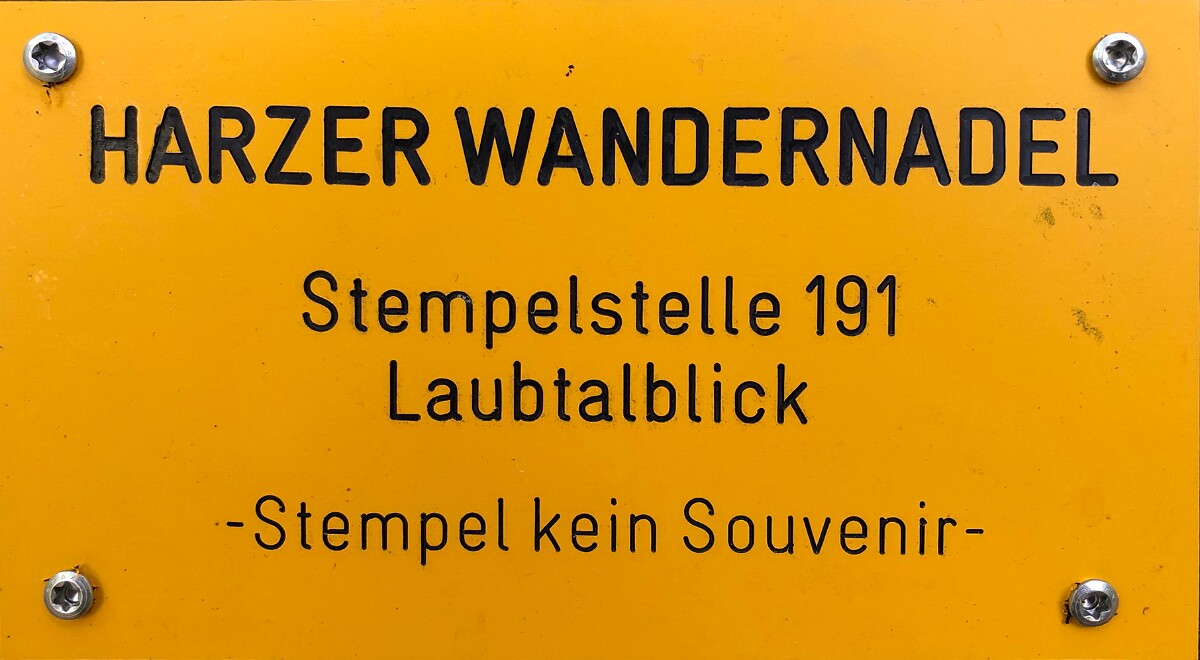 HARZER WANDERNADEL
Stempelstelle 191
Laubtalblick
-Stempel kein Souvenir-